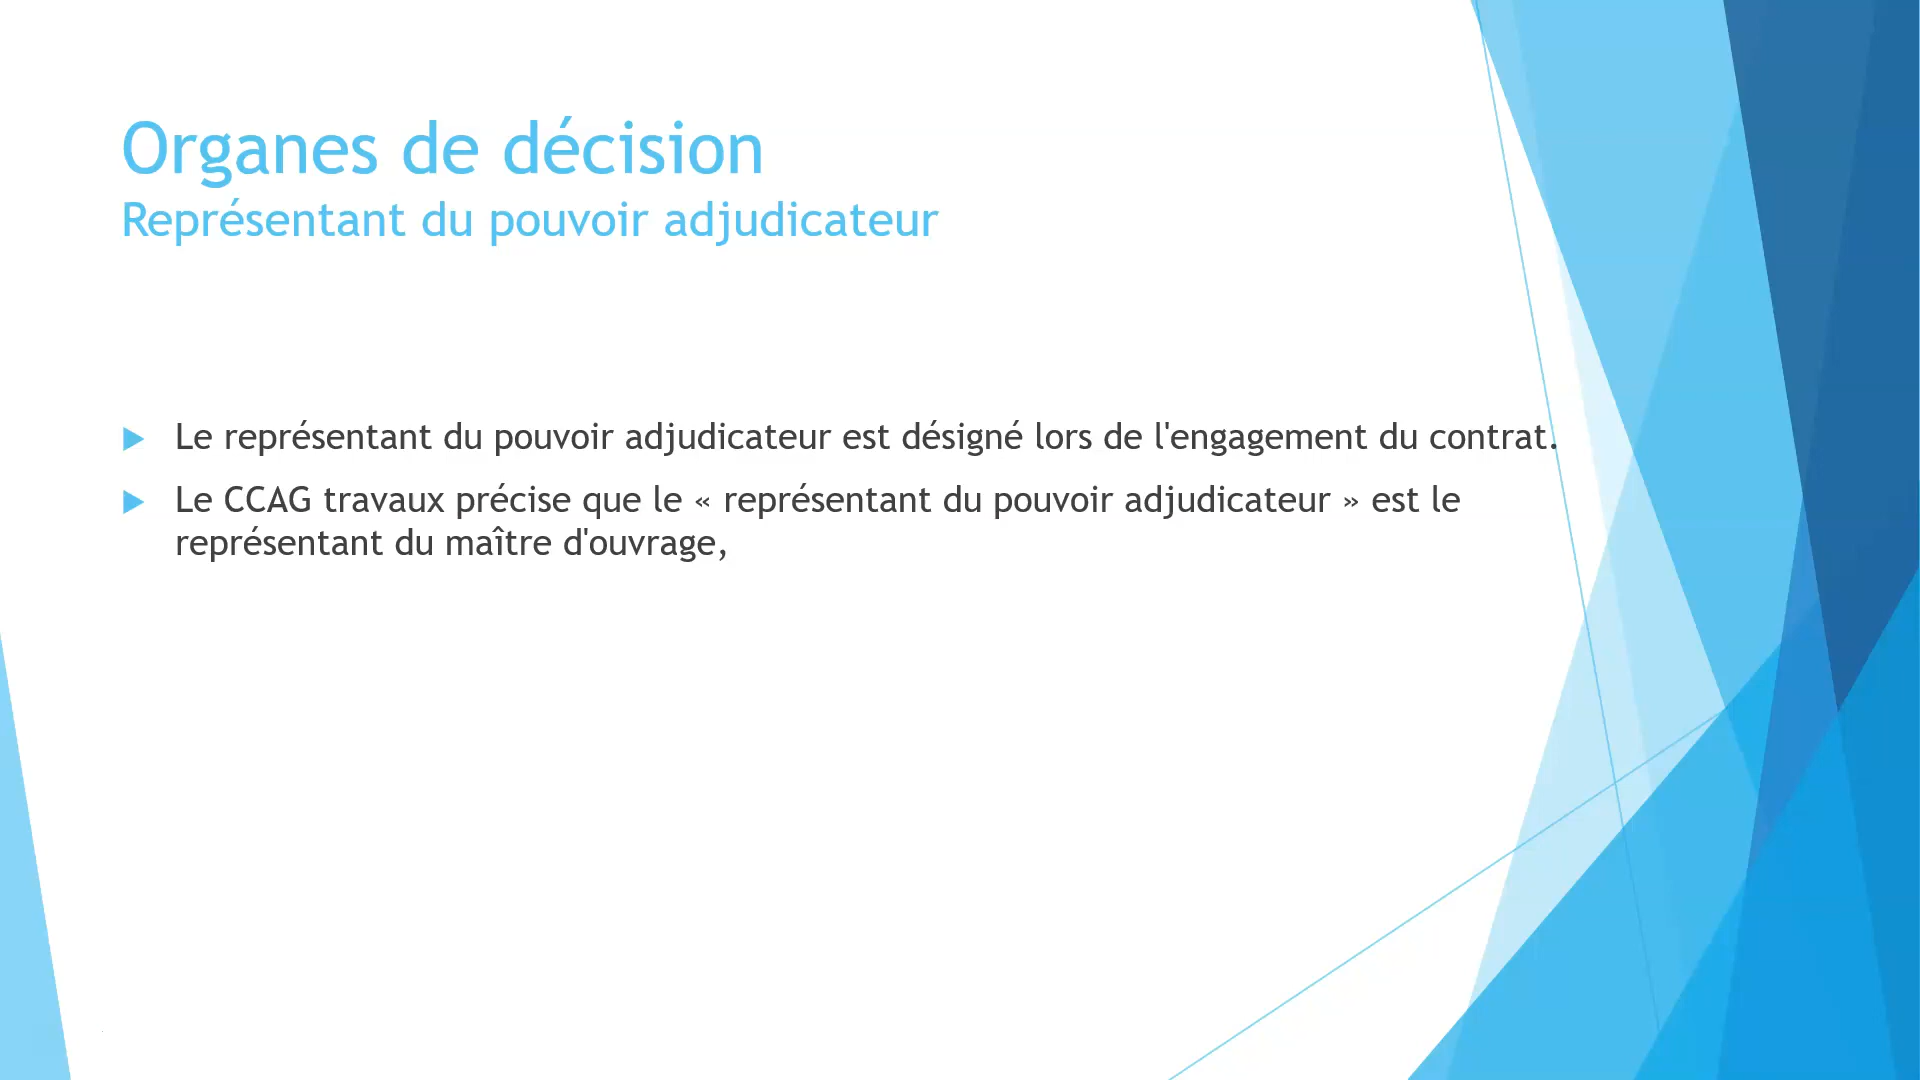 Organes de décision
Représentant du pouvoir adjudicateur
Le représentant du pouvoir adjudicateur est désigné lors de l'engagement du contrat.
Le CCAG travaux précise que le « représentant du pouvoir adjudicateur » est le
représentant du maître d'ouvrage,